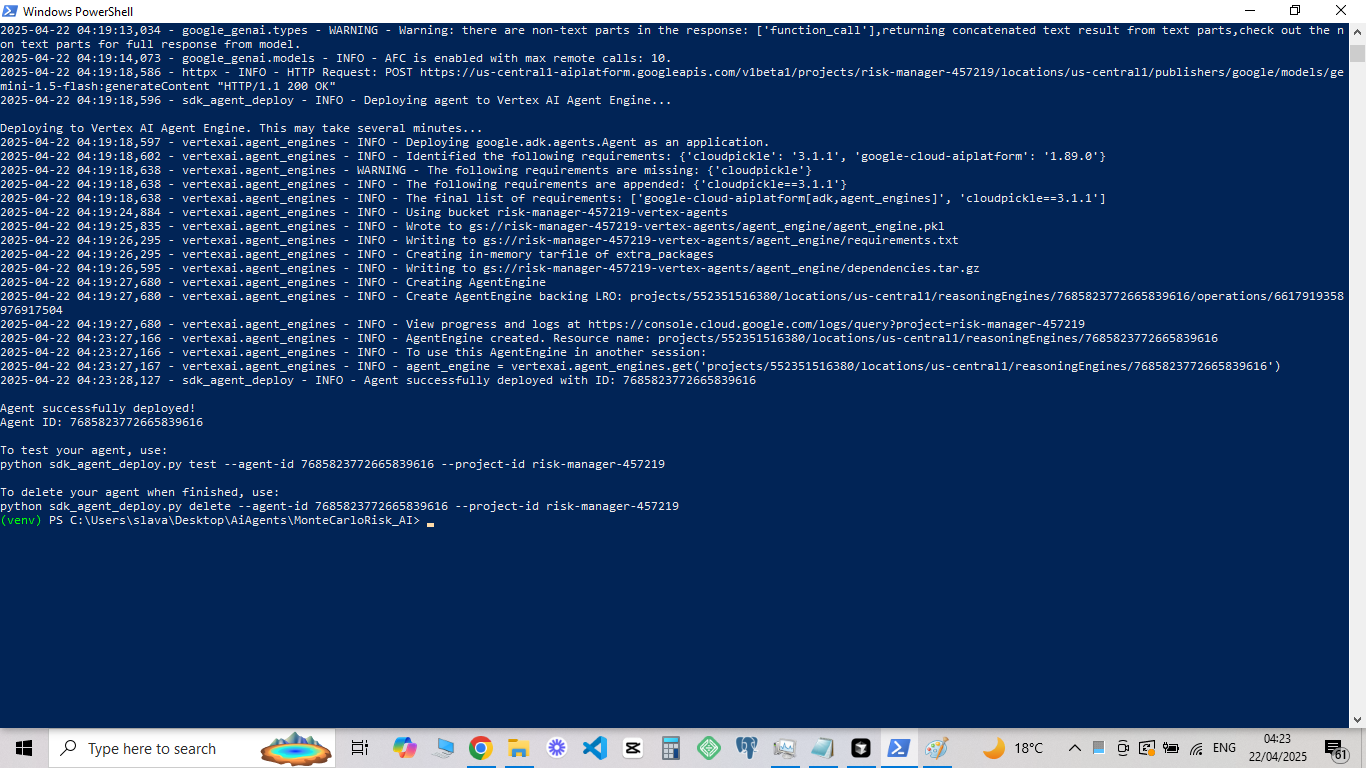 Windows PowerShell
2025-04-22 04:19:13,034 - google_genai.types - WARNING - Warning: there are non-text parts in the response: ['function_call'],returning concatenated text result from text parts,check out the n
on text parts for full response from model.
2025-04-22 04:19:14,073 - google_genai.models - INFO - AFC is enabled with max remote calls: 10.
2025-04-22 04:19:18,586 - httpx - INFO - HTTP Request: POST https://us-central1-aiplatform.googleapis.com/v1beta1/projects/risk-manager-457219/locations/us-central1/publishers/google/models/ge
mini-1.5-flash:generateContent "HTTP/1.1 200 OK"
2025-04-22 04:19:18,596 - sdk_agent_deploy - INFO - Deploying agent to Vertex AI Agent Engine...
Deploying to Vertex AI Agent Engine. This may take several minutes...
2025-04-22 04:19:18,597 - vertexai.agent_engines - INFO - Deploying google.adk.agents.Agent as an application.
2025-04-22 04:19:18,602 - vertexai.agent_engines - INFO - Identified the following requirements: {'cloudpickle': '3.1.1', 'google-cloud-aiplatform': '1.89.0'}
2025-04-22 04:19:18,638 - vertexai.agent_engines - WARNING - The following requirements are missing: {'cloudpickle'}
2025-04-22 04:19:18,638 - vertexai.agent_engines - INFO - The following requirements are appended: {'cloudpickle==3.1.1'}
2025-04-22 04:19:18,638 - vertexai.agent_engines - INFO - The final list of requirements: ['google-cloud-aiplatform[adk,agent_engines]', 'cloudpickle==3.1.1']
2025-04-22 04:19:24,884 - vertexai.agent_engines - INFO - Using bucket risk-manager-457219-vertex-agents
2025-04-22 04:19:25,835 - vertexai.agent_engines - INFO - Wrote to gs://risk-manager-457219-vertex-agents/agent_engine/agent_engine.pkl
2025-04-22 04:19:26,295 - vertexai.agent_engines - INFO - Writing to gs://risk-manager-457219-vertex-agents/agent_engine/requirements.txt
2025-04-22 04:19:26,295 - vertexai.agent_engines - INFO - Creating in-memory tarfile of extra_packages
2025-04-22 04:19:26,595 - vertexai.agent_engines - INFO - Writing to gs://risk-manager-457219-vertex-agents/agent_engine/dependencies.tar.gz
2025-04-22 04:19:27,680 - vertexai.agent_engines - INFO - Creating AgentEngine
2025-04-22 04:19:27,680 - vertexai.agent_engines - INFO - Create AgentEngine backing LRO: projects/552351516380/locations/us-central1/reasoningEngines/7685823772665839616/operations/6617919358
976917504
2025-04-22 04:19:27,680 - vertexai.agent_engines - INFO - View progress and logs at https://console.cloud.google.com/logs/query?project=risk-manager-457219
2025-04-22 04:23:27,166 - vertexai.agent_engines - INFO - AgentEngine created. Resource name: projects/552351516380/locations/us-central1/reasoningEngines/7685823772665839616
2025-04-22 04:23:27,166 - vertexai.agent_engines - INFO - To use this AgentEngine in another session:
2025-04-22 04:23:27,167 - vertexai.agent_engines - INFO - agent_engine = vertexai.agent_engines.get('projects/552351516380/locations/us-central1/reasoningEngines/7685823772665839616')
2025-04-22 04:23:28,127 - sdk_agent_deploy - INFO - Agent successfully deployed with ID: 7685823772665839616
Agent successfully deployed!
Agent ID: 7685823772665839616
To test your agent, use:
python sdk_agent_deploy.py test --agent-id 7685823772665839616 --project-id risk-manager-457219
To delete your agent when finished, use:
python sdk_agent_deploy.py delete --agent-id 7685823772665839616 --project-id risk-manager-457219
(venv) PS C:\Users\slava\Desktop\AiAgents\MonteCarloRisk_AI>
Type here to search
18°C
ENG
04:23
22/04/2025
61